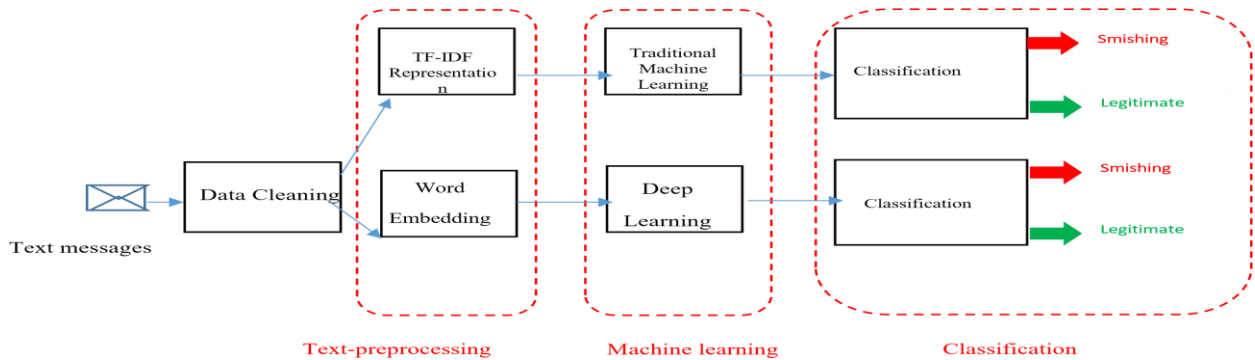 TF-IDF
Representatio
n
Traditional
Machine
Learning
Classification
Smishing
Legitimate
Text messages
Data Cleaning
Word
Embedding
Deep
Learning
Classification
Smishing
Legitimate
Text-preprocessing
Machine learning
Classification